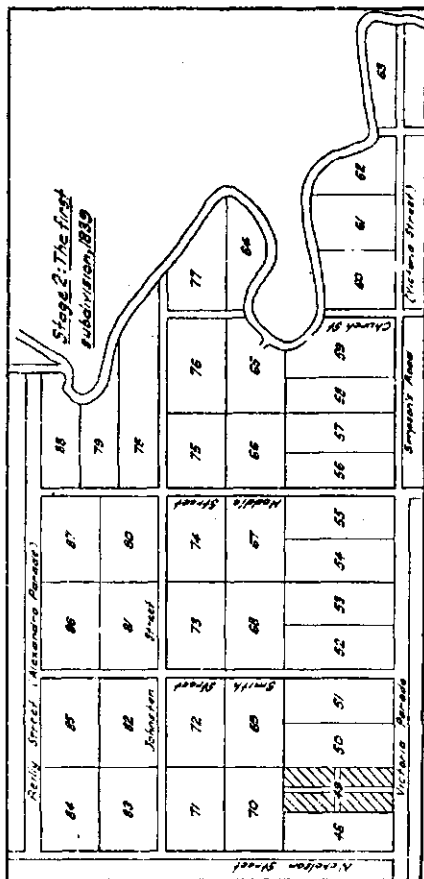 Stage 2: The first
subdivision, 1839
Reilly Street (Alexandra Parade)
84 85 86 87 88
79
83 82 81 80 78
Johnston Street
71 72 73 74 75 76 77
Nicholson Street
Smith Street
Hoddle Street
70 69 68 67 66 65 64
Church St
48 49 50 51 52 53 54 55 56 57 58 59 60 61 62 63
Victoria Parade
Simpson's Road (Victoria Street)